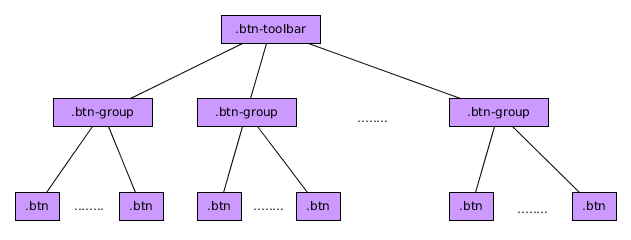 .btn-toolbar
.btn-group .btn-group ........ .btn-group
.btn ........ .btn .btn ........ .btn .btn ........ .btn